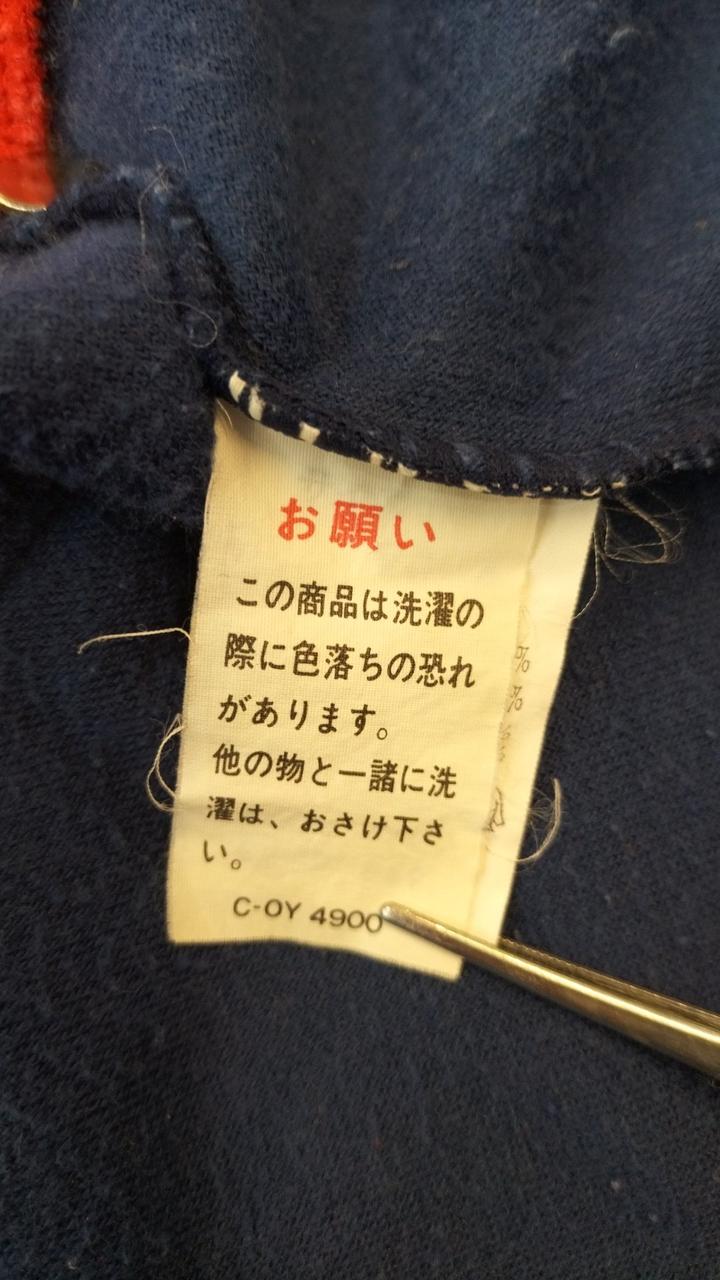 お願い
この商品は洗濯の
際に色落ちの恐れ
があります。
他の物と一諸に洗
濯は、おさけ下さ
い。
C-OY 4900
%
%
%